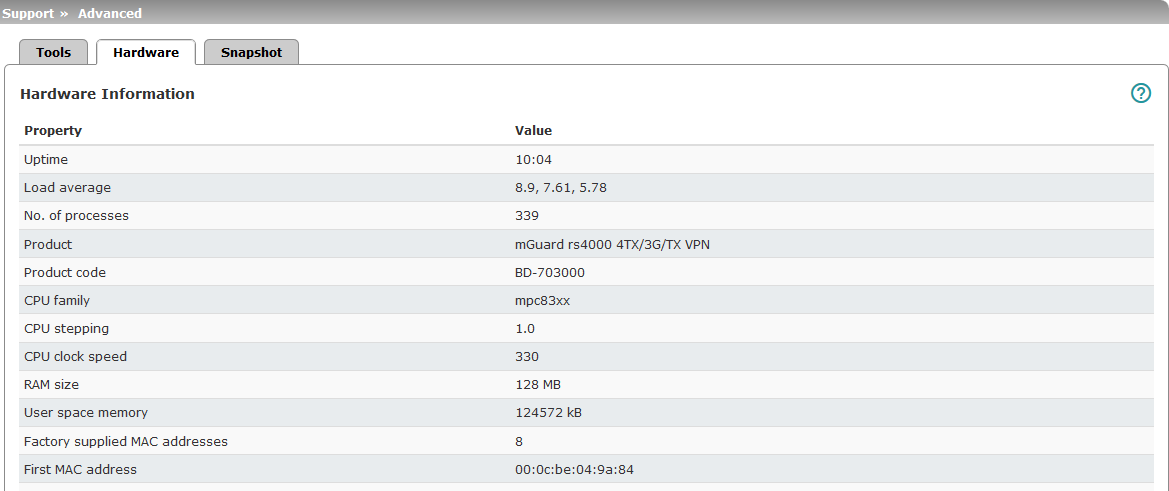 Support »  Advanced
Tools Hardware Snapshot
Hardware Information
Property Value
Uptime 10:04
Load average 8.9, 7.61, 5.78
No. of processes 339
Product mGuard rs4000 4TX/3G/TX VPN
Product code BD-703000
CPU family mpc83xx
CPU stepping 1.0
CPU clock speed 330
RAM size 128 MB
User space memory 124572 kB
Factory supplied MAC addresses 8
First MAC address 00:0c:be:04:9a:84